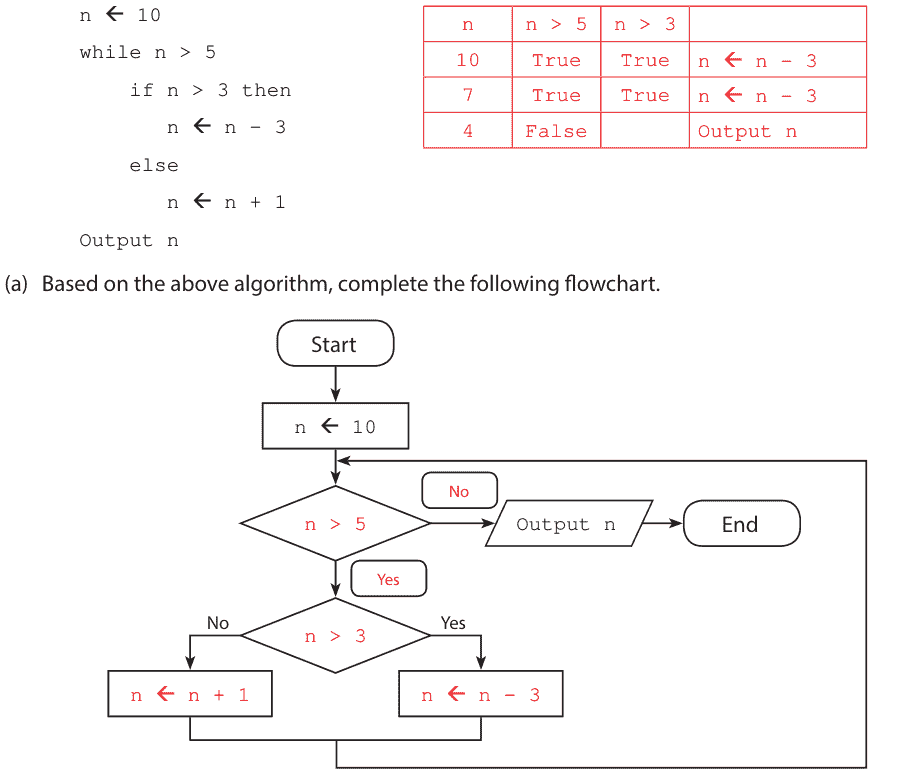 n ← 10
while n > 5
if n > 3 then
n ← n - 3
else
n ← n + 1
Output n
n n > 5 n > 3
10 True True n ← n - 3
7 True True n ← n - 3
4 False Output n
(a) Based on the above algorithm, complete the following flowchart.
Start
n ← 10
No
n > 5 Output n End
Yes
No n > 3 Yes
n ← n + 1 n ← n - 3